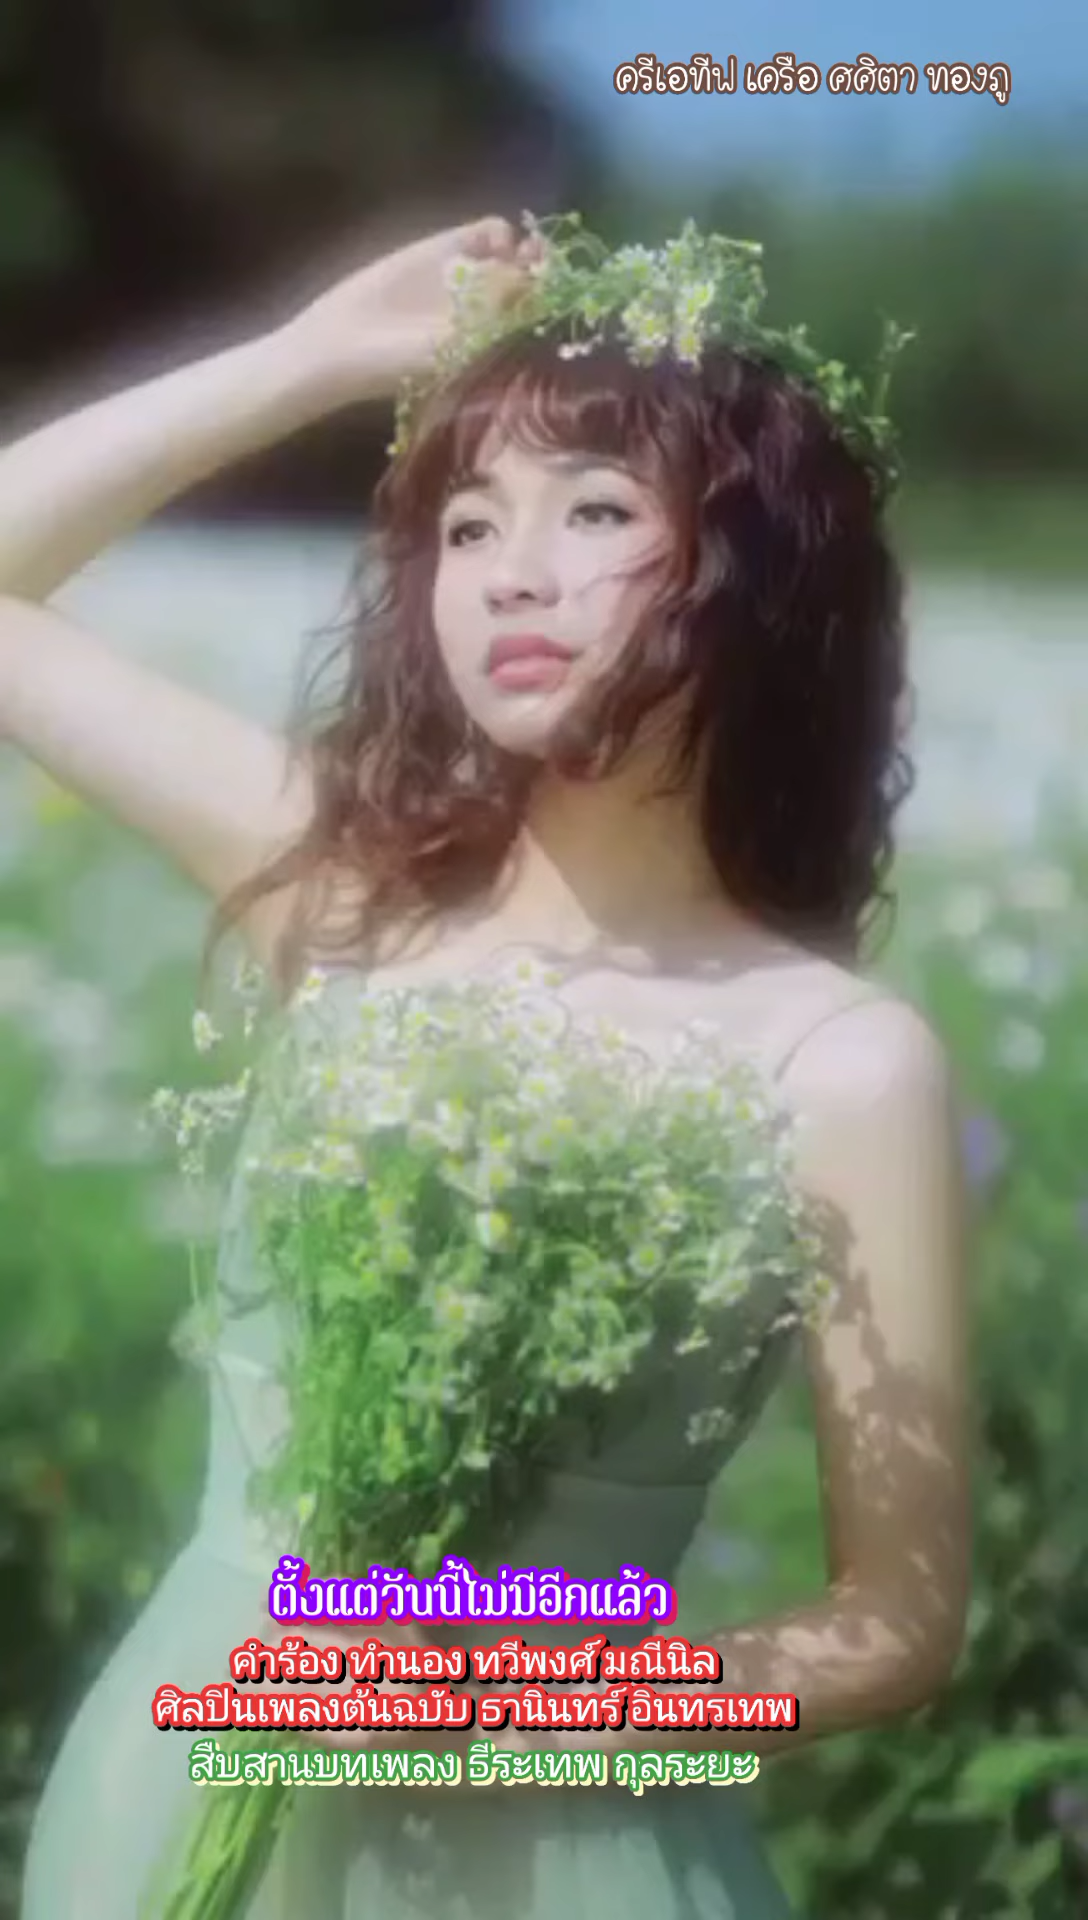 ครีเอทีฟ เครือ ศศิตา ทองภู
ตั้งแต่วันนี้ไม่มีอีกแล้ว
คำร้อง ทำนอง ทวีพงศ์ มณีนิล
ศิลปินเพลงต้นฉบับ ธานินทร์ อินทรเทพ
สืบสานบทเพลง ธีระเทพ กุลระยะ